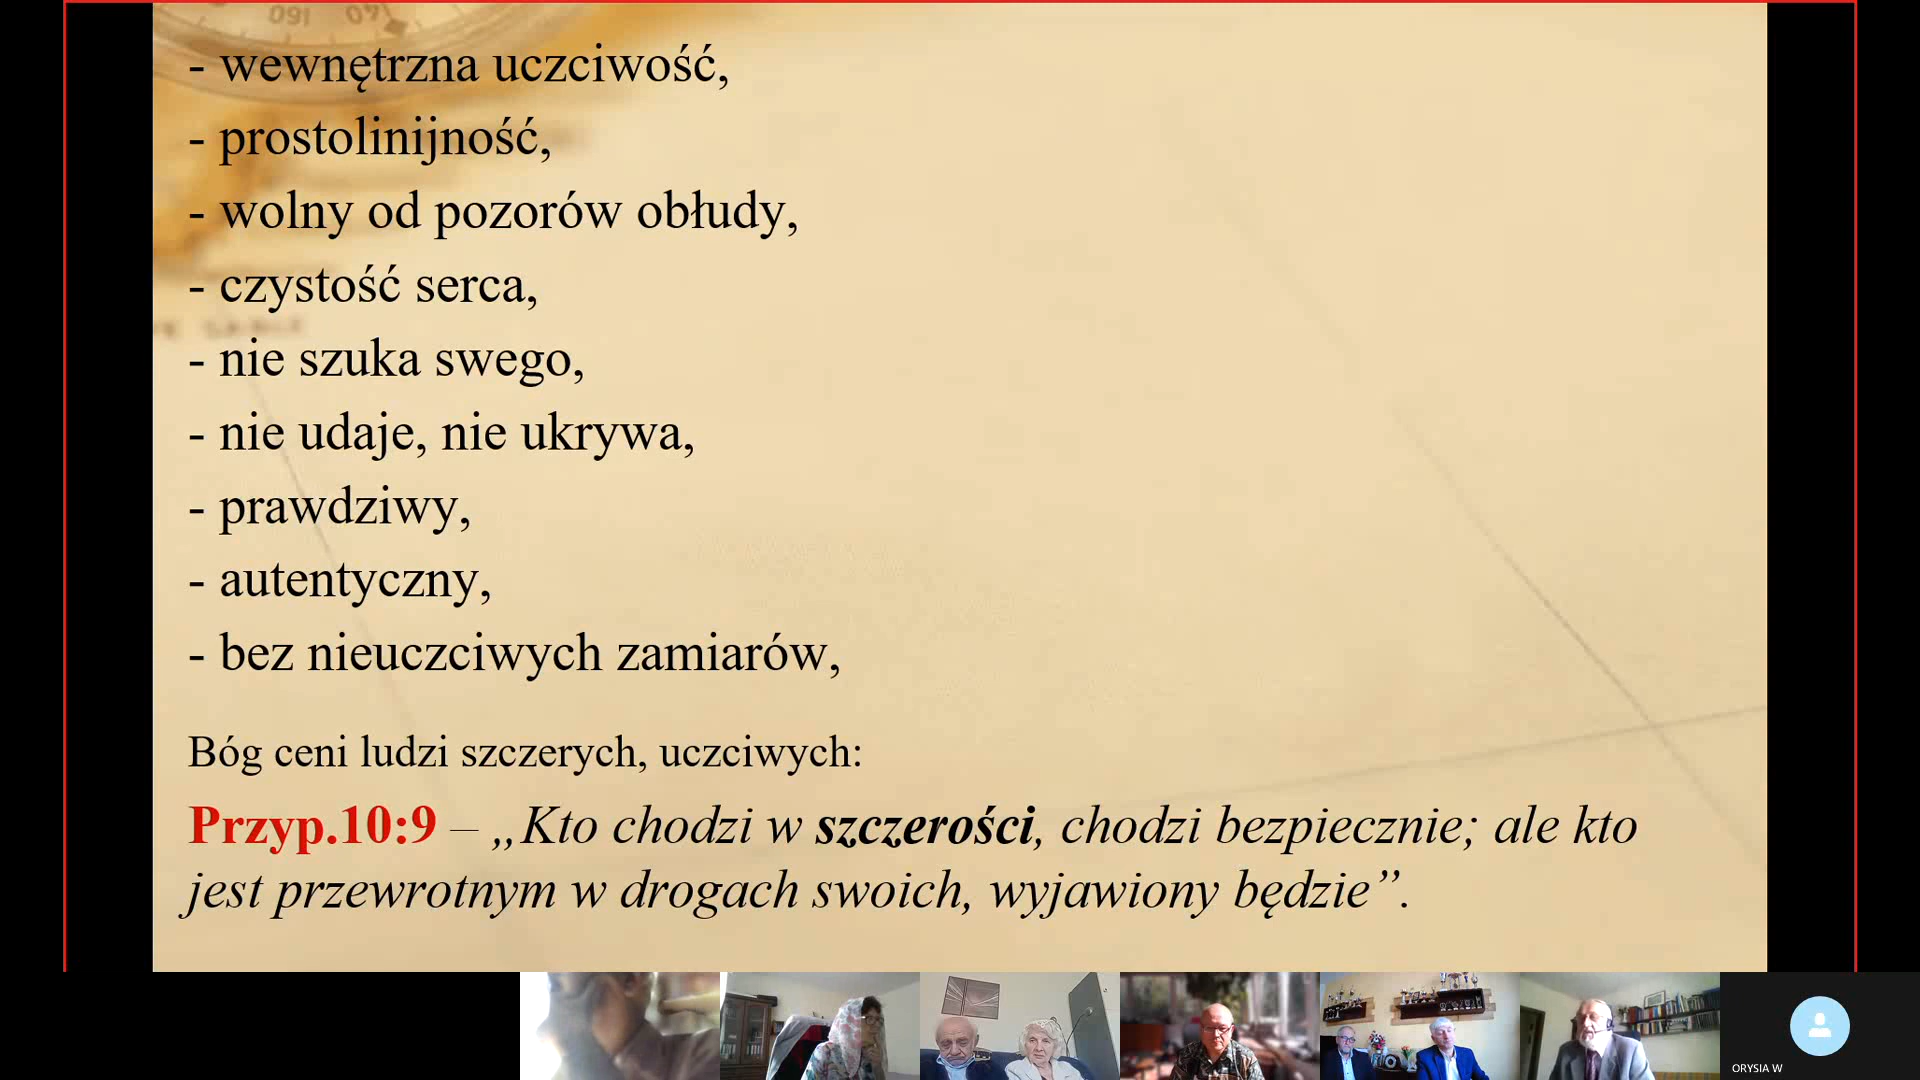 - wewnętrzna uczciwość,
- prostolinijność,
- wolny od pozorów obłudy,
- czystość serca,
- nie szuka swego,
- nie udaje, nie ukrywa,
- prawdziwy,
- autentyczny,
- bez nieuczciwych zamiarów,
Bóg ceni ludzi szczerych, uczciwych:
Przyp.10:9 – „Kto chodzi w szczerości, chodzi bezpiecznie; ale kto
jest przewrotnym w drogach swoich, wyjawiony będzie”.
ORYSIA W